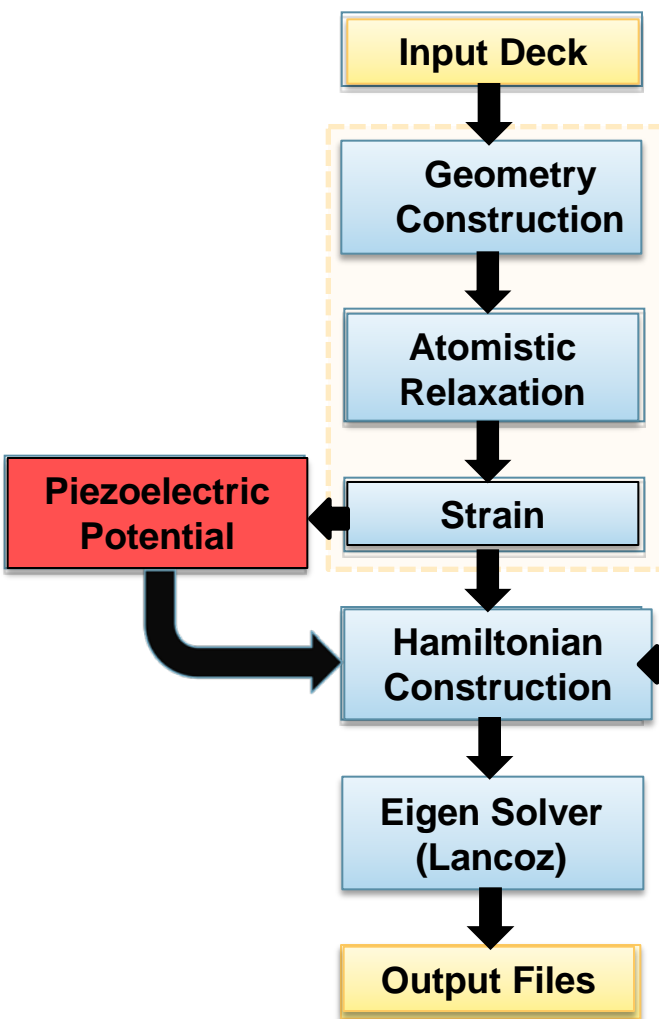 Input Deck
Geometry
Construction
Atomistic
Relaxation
Piezoelectric
Potential
Strain
Hamiltonian
Construction
Eigen Solver
(Lancoz)
Output Files